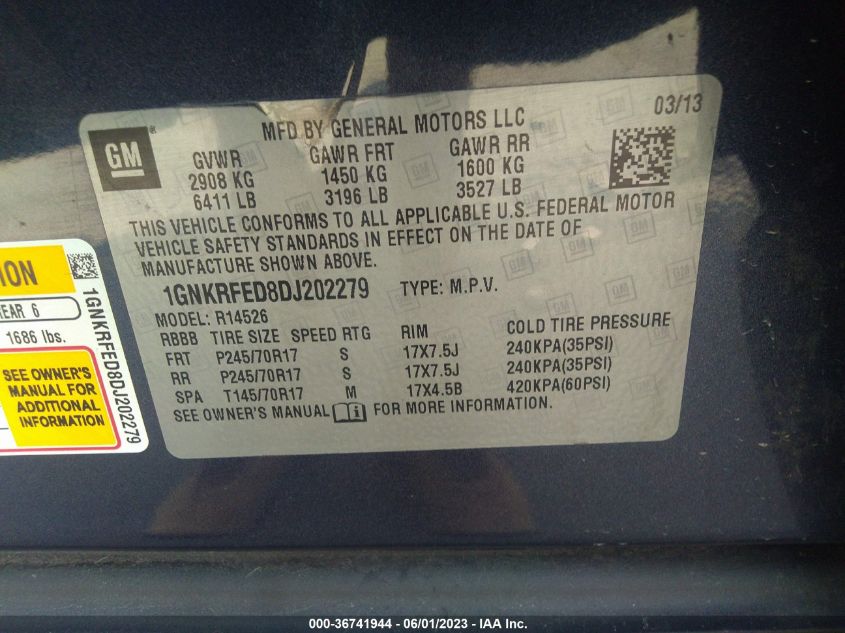 03/13
GM
MFD BY GENERAL MOTORS LLC
GVWR GAWR FRT GAWR RR
2908 KG 1450 KG 1600 KG
6411 LB 3196 LB 3527 LB
THIS VEHICLE CONFORMS TO ALL APPLICABLE U.S. FEDERAL MOTOR
VEHICLE SAFETY STANDARDS IN EFFECT ON THE DATE OF
MANUFACTURE SHOWN ABOVE.
1GNKRFED8DJ202279 TYPE: M.P.V.
MODEL: R14526
RBBB TIRE SIZE SPEED RTG RIM COLD TIRE PRESSURE
FRT P245/70R17 S 17X7.5J 240KPA(35PSI)
RR P245/70R17 S 17X7.5J 240KPA(35PSI)
SPA T145/70R17 M 17X4.5B 420KPA(60PSI)
SEE OWNER'S MANUAL i FOR MORE INFORMATION.
ION
EAR 6
1686 lbs.
SEE OWNER'S
MANUAL FOR
ADDITIONAL
INFORMATION
1GNKRFED8DJ202279
000-36741944 - 06/01/2023 - IAA Inc.